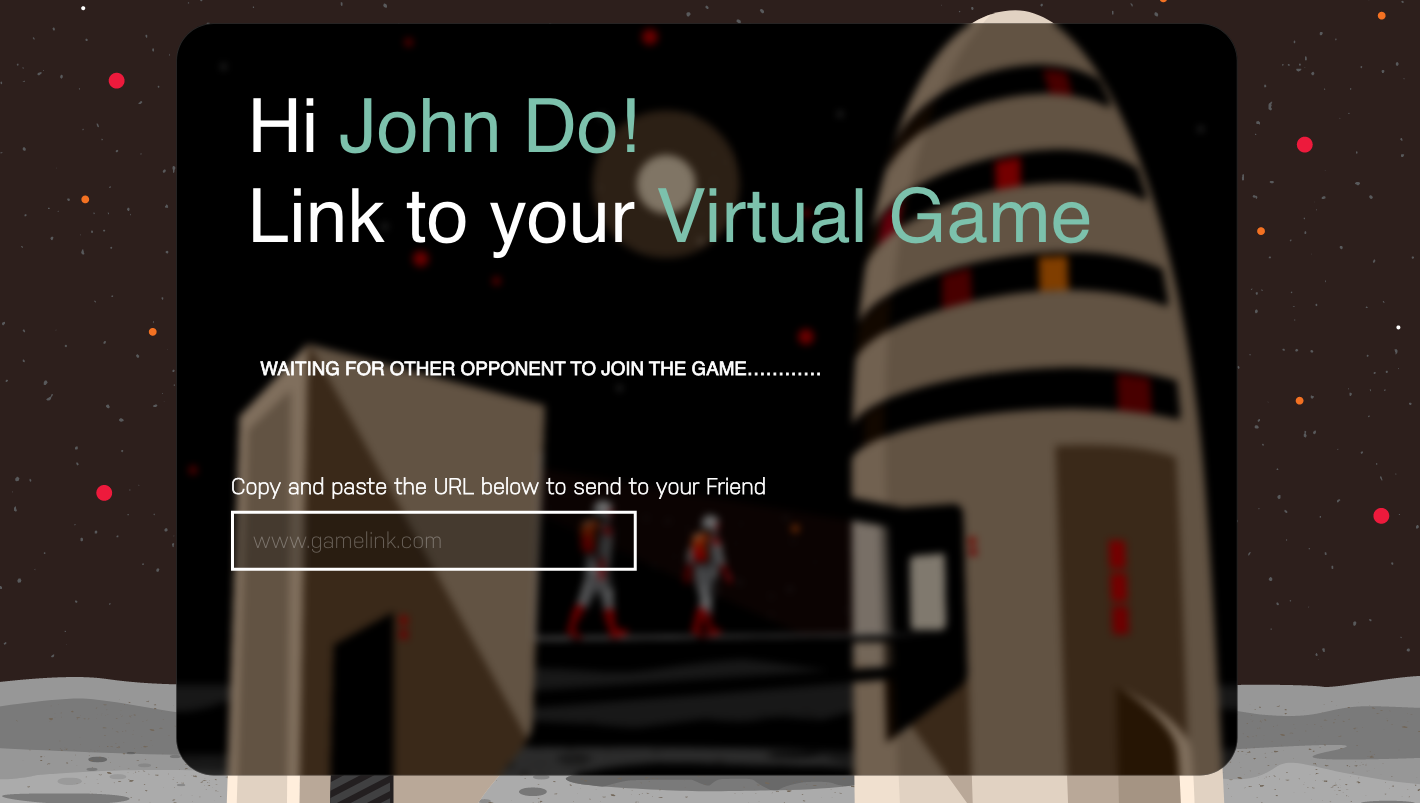 Hi John Do!
Link to your Virtual Game
WAITING FOR OTHER OPPONENT TO JOIN THE GAME............
Copy and paste the URL below to send to your Friend
www.gamelink.com